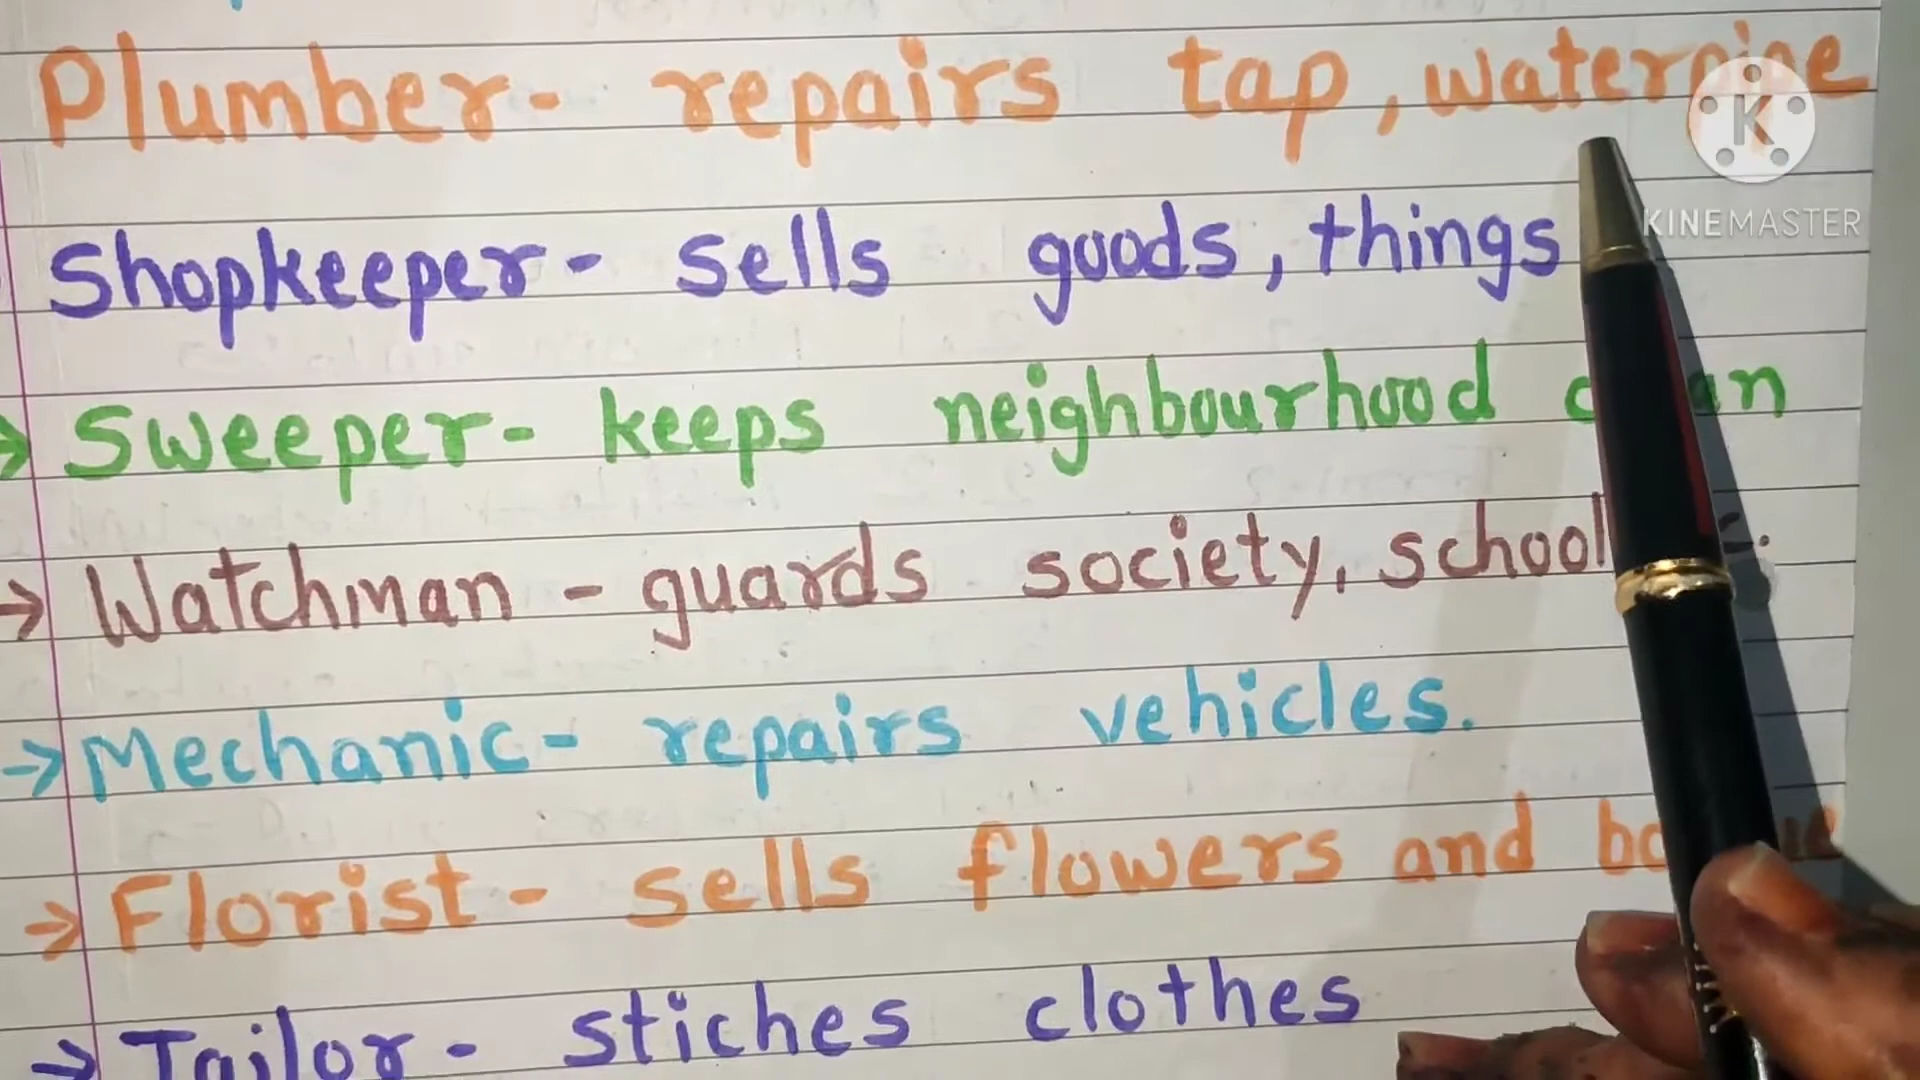 Plumber- repairs tap, waterpipe
KINEMASTER
Shopkeeper- sells goods, things
→ Sweeper- keeps neighbourhood
→ Watchman - guards society, school
→ Mechanic- repairs vehicles.
→ Florist- sells flowers and
→ Tailor- stiches clothes